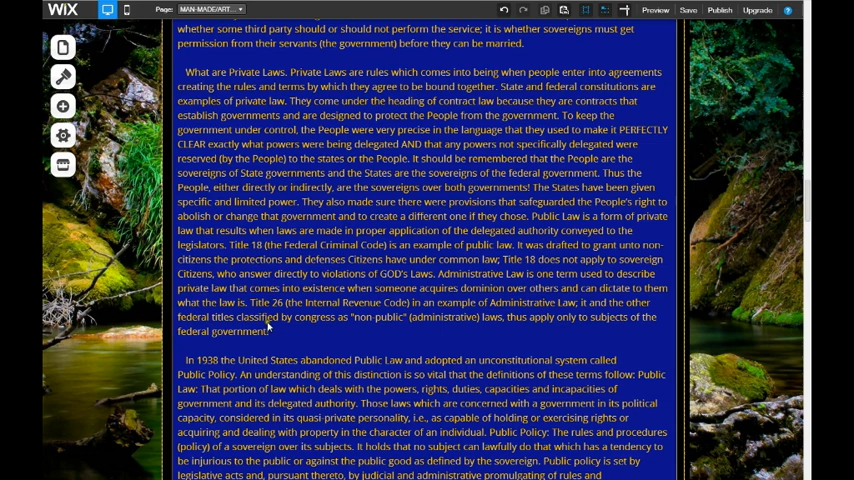 WiX
Page: MAN-MADE/ART...
Preview
Save
Publish
Upgrade
?
whether some third party should or should not perform the service; it is whether sovereigns must get
permission from their servants (the government) before they can be married.
What are Private Laws. Private Laws are rules which comes into being when people enter into agreements
creating the rules and terms by which they agree to be bound together. State and federal constitutions are
examples of private law. They come under the heading of contract law because they are contracts that
establish governments and are designed to protect the People from the government. To keep the
government under control, the People were very precise in the language that they used to make it PERFECTLY
CLEAR exactly what powers were being delegated AND that any powers not specifically delegated were
reserved (by the People) to the states or the People. It should be remembered that the People are the
sovereigns of State governments and the States are the sovereigns of the federal government. Thus the
People, either directly or indirectly, are the sovereigns over both governments! The States have been given
specific and limited power. They also made sure there were provisions that safeguarded the People's right to
abolish or change that government and to create a different one if they chose. Public Law is a form of private
law that results when laws are made in proper application of the delegated authority conveyed to the
legislators. Title 18 (the Federal Criminal Code) is an example of public law. It was drafted to grant unto non-
citizens the protections and defenses Citizens have under common law; Title 18 does not apply to sovereign
Citizens, who answer directly to violations of GOD's Laws. Administrative Law is one term used to describe
private law that comes into existence when someone acquires dominion over others and can dictate to them
what the law is. Title 26 (the Internal Revenue Code) in an example of Administrative Law; it and the other
federal titles classified by congress as "non-public" (administrative) laws, thus apply only to subjects of the
federal government.
In 1938 the United States abandoned Public Law and adopted an unconstitutional system called
Public Policy. An understanding of this distinction is so vital that the definitions of these terms follow: Public
Law: That portion of law which deals with the powers, rights, duties, capacities and incapacities of
government and its delegated authority. Those laws which are concerned with a government in its political
capacity, considered in its quasi-private personality, i.e., as capable of holding or exercising rights or
acquiring and dealing with property in the character of an individual. Public Policy: The rules and procedures
(policy) of a sovereign over its subjects. It holds that no subject can lawfully do that which has a tendency to
be injurious to the public or against the public good as defined by the sovereign. Public policy is set by
legislative acts and, pursuant thereto, by judicial and administrative promulgating of rules and